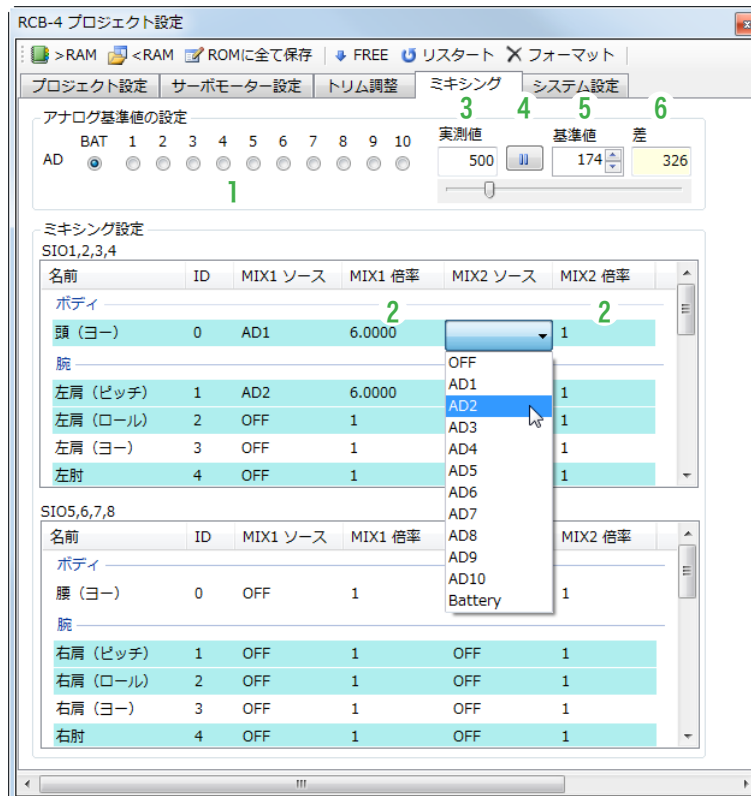 RCB-4 プロジェクト設定
>RAM <RAM ROMに全て保存 FREE リスタート フォーマット
プロジェクト設定 サーボモーター設定 トリム調整 ミキシング システム設定
アナログ基準値の設定 3 4 5 6
BAT 1 2 3 4 5 6 7 8 9 10 実測値 基準値 差
AD 500 174 326
1
ミキシング設定
SIO1,2,3,4
名前 ID MIX1 ソース MIX1 倍率 MIX2 ソース MIX2 倍率
ボディ 2 2
頭（ヨー） 0 AD1 6.0000 1
腕 OFF
AD1
左肩（ピッチ） 1 AD2 6.0000 1
AD2
左肩（ロール） 2 OFF 1 1
AD3
左肩（ヨー） 3 OFF 1 AD4 1
左肘 4 OFF 1 AD5 1
AD6
SIO5,6,7,8 AD7
名前 ID MIX1 ソース MIX1 倍率 AD8 MIX2 倍率
ボディ AD9
AD10
腰（ヨー） 0 OFF 1 Battery 1
腕
右肩（ピッチ） 1 OFF 1 OFF 1
右肩（ロール） 2 OFF 1 OFF 1
右肩（ヨー） 3 OFF 1 OFF 1
右肘 4 OFF 1 OFF 1